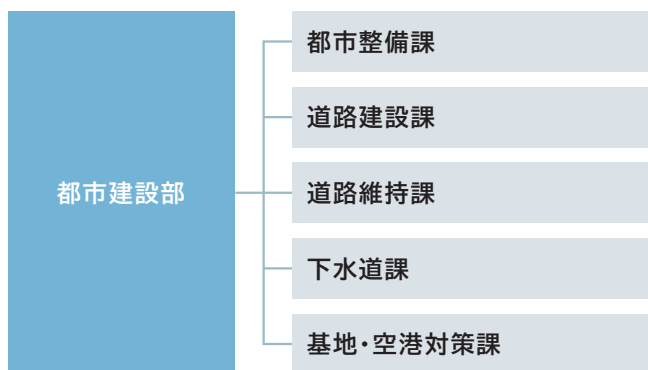 都市建設部
都市整備課
道路建設課
道路維持課
下水道課
基地・空港対策課